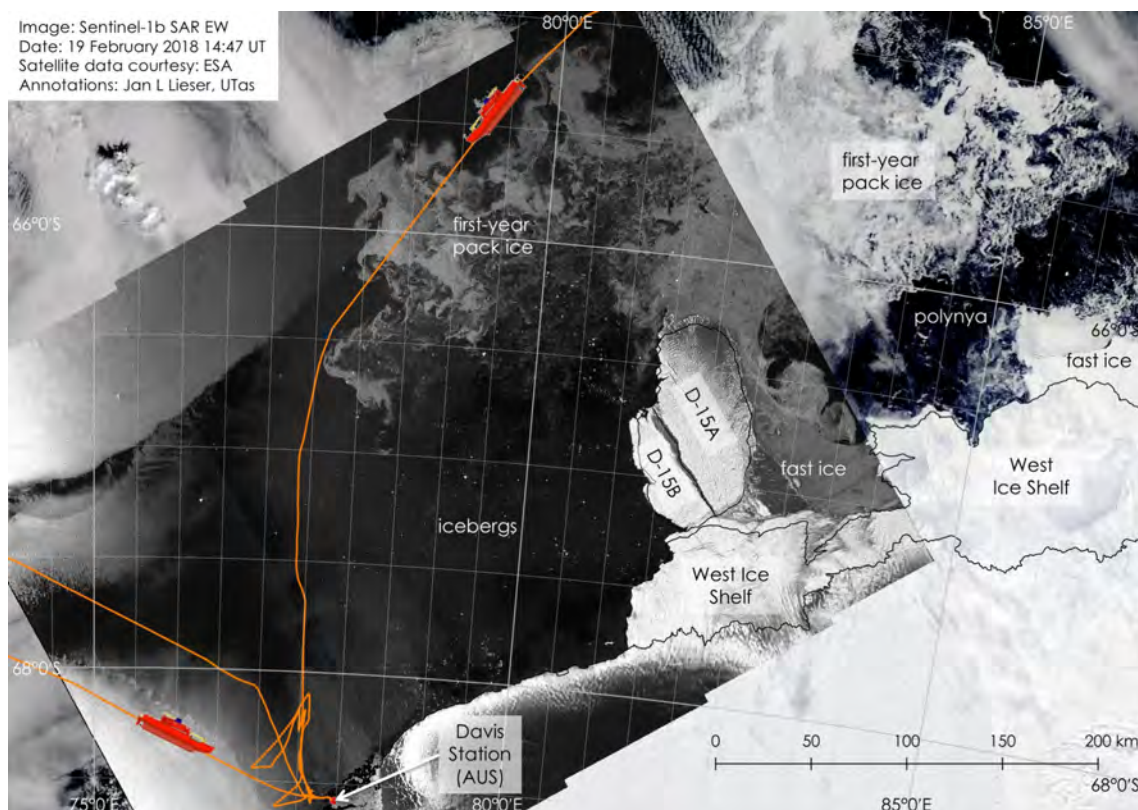 Image: Sentinel-1b SAR EW
Date: 19 February 2018 14:47 UT
Satellite data courtesy: ESA
Annotations: Jan L Lieser, UTas
80°0'E
85°0'E
first-year
pack ice
66°0'S
first-year
pack ice
polynya
66°0'S
fast ice
D-15A
D-15B
fast ice
West
Ice Shelf
icebergs
West Ice
Shelf
68°0'S
Davis
Station
(AUS)
0 50 100 150 200 km
75°0'E
80°0'E
85°0'E
68°0'S